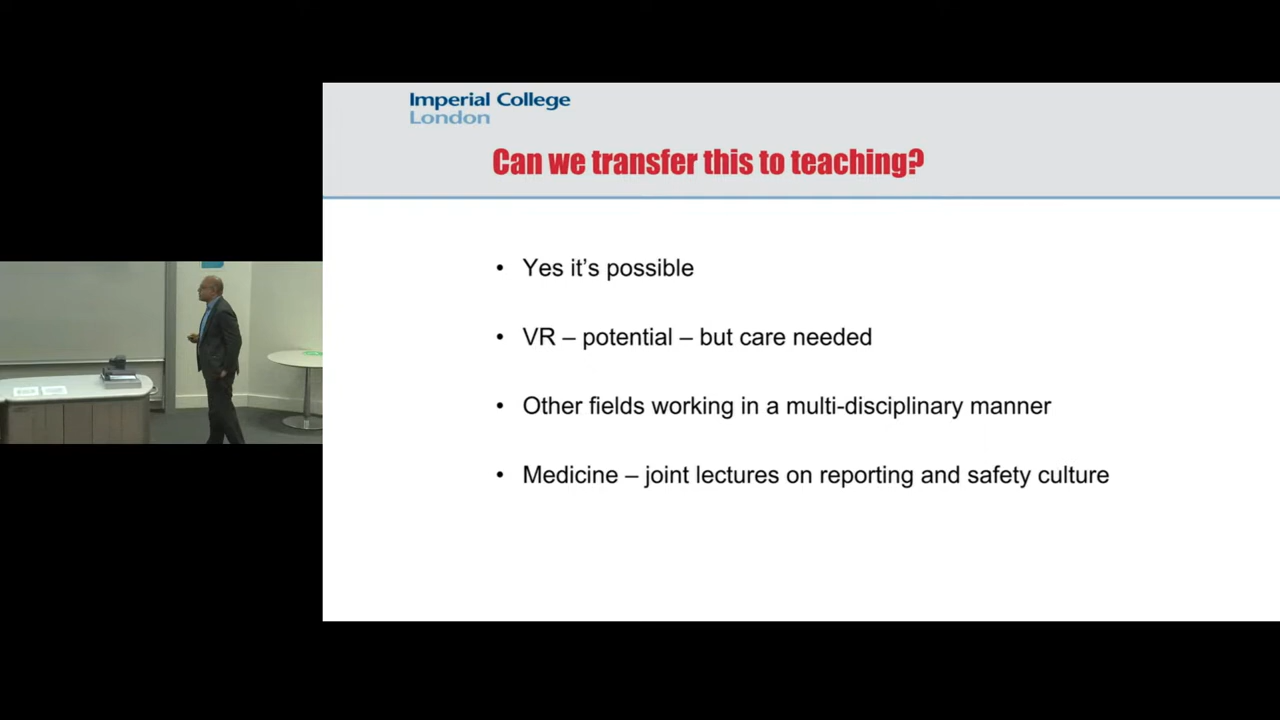 Imperial College
London
Can we transfer this to teaching?
• Yes it's possible
• VR – potential – but care needed
• Other fields working in a multi-disciplinary manner
• Medicine – joint lectures on reporting and safety culture